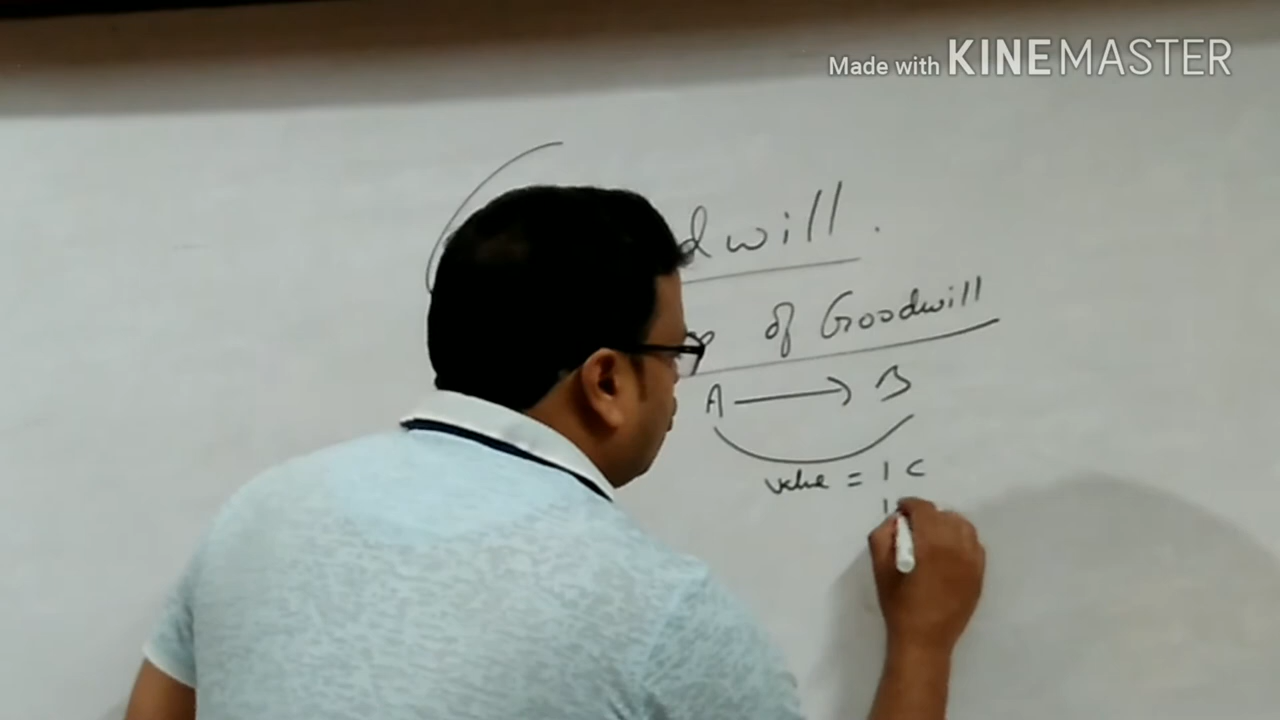 Made with KINEMASTER
dwill.
of Goodwill
A → B
value = 1 C